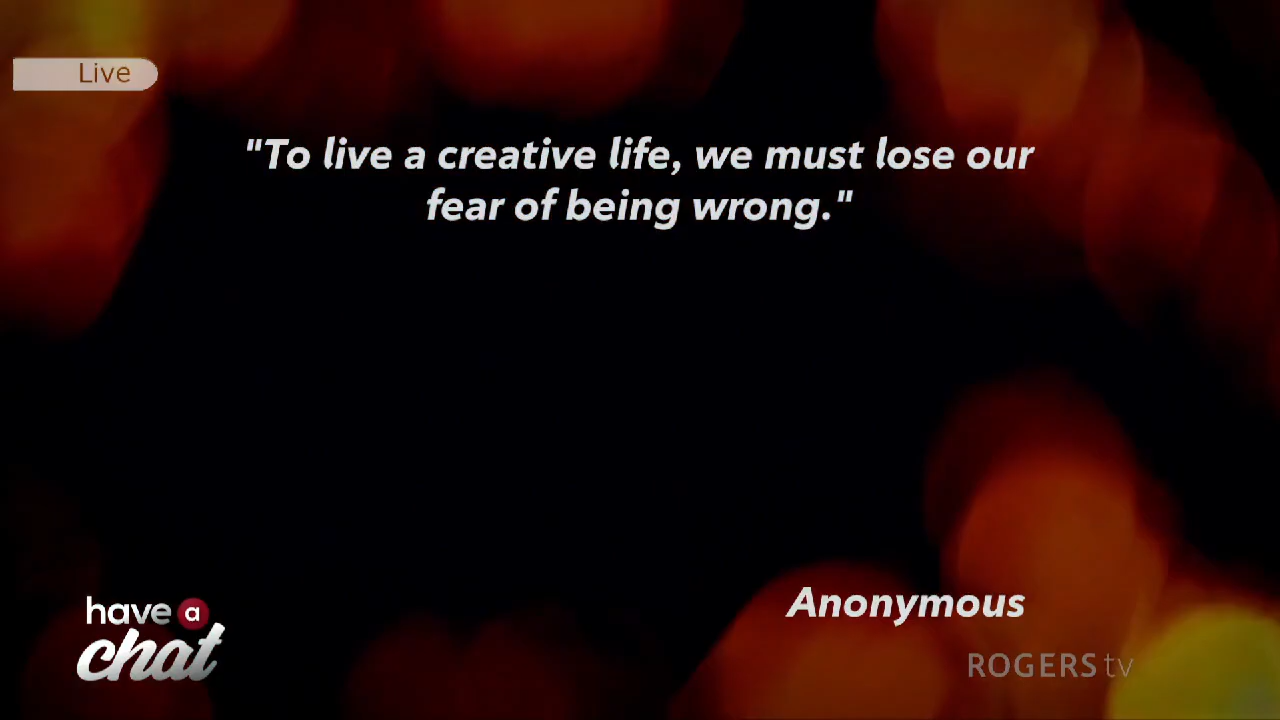 Live
"To live a creative life, we must lose our
fear of being wrong."
Anonymous
have a
chat
ROGERS tv